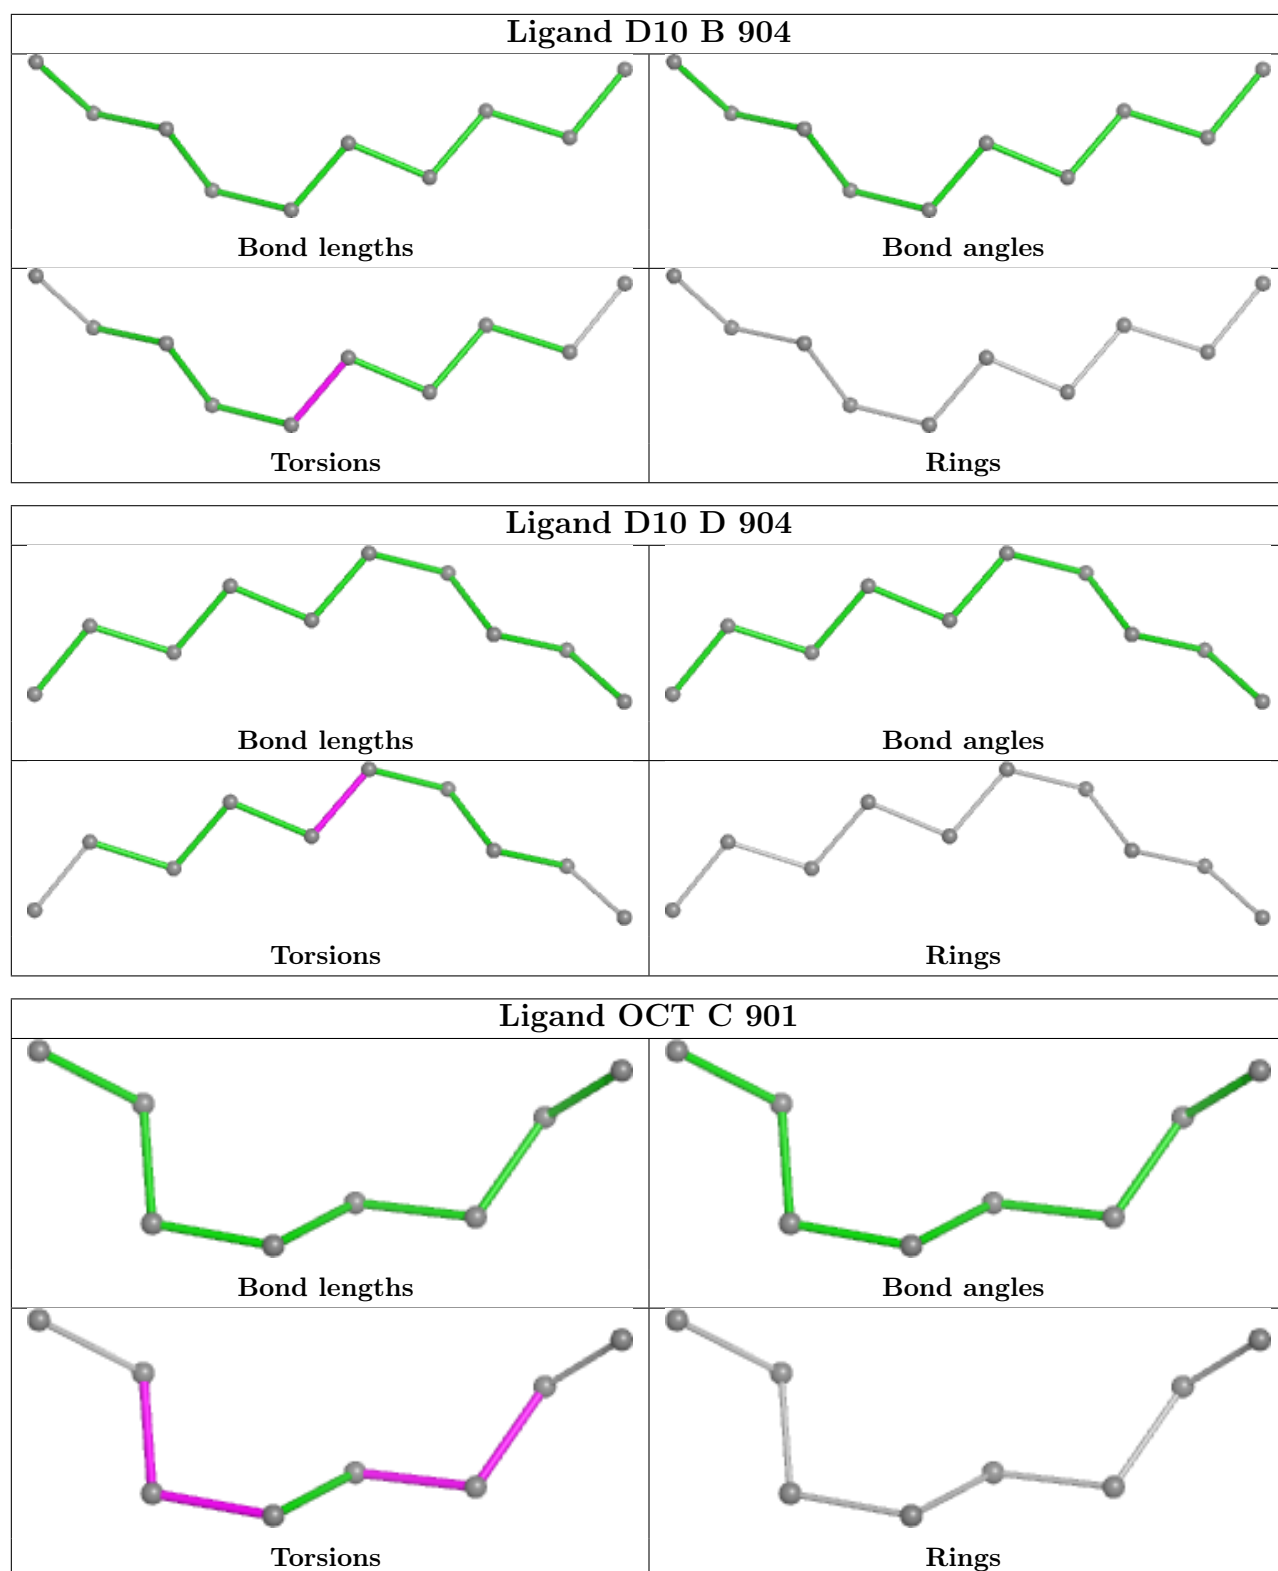 Ligand D10 B 904
Bond lengths
Bond angles
Torsions
Rings
Ligand D10 D 904
Bond lengths
Bond angles
Torsions
Rings
Ligand OCT C 901
Bond lengths
Bond angles
Torsions
Rings